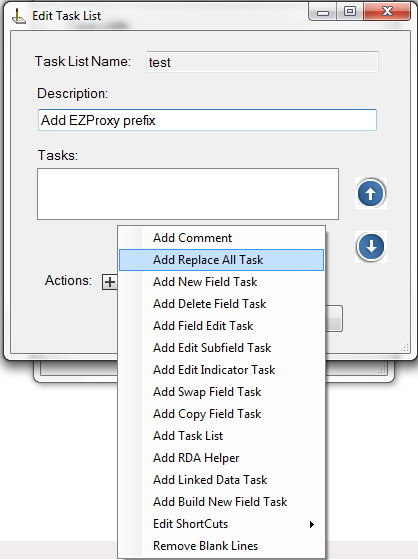 Edit Task List
Task List Name: test
Description:
Add EZProxy prefix
Tasks:
Actions:
Add Comment
Add Replace All Task
Add New Field Task
Add Delete Field Task
Add Field Edit Task
Add Edit Subfield Task
Add Edit Indicator Task
Add Swap Field Task
Add Copy Field Task
Add Task List
Add RDA Helper
Add Linked Data Task
Add Build New Field Task
Edit ShortCuts
Remove Blank Lines